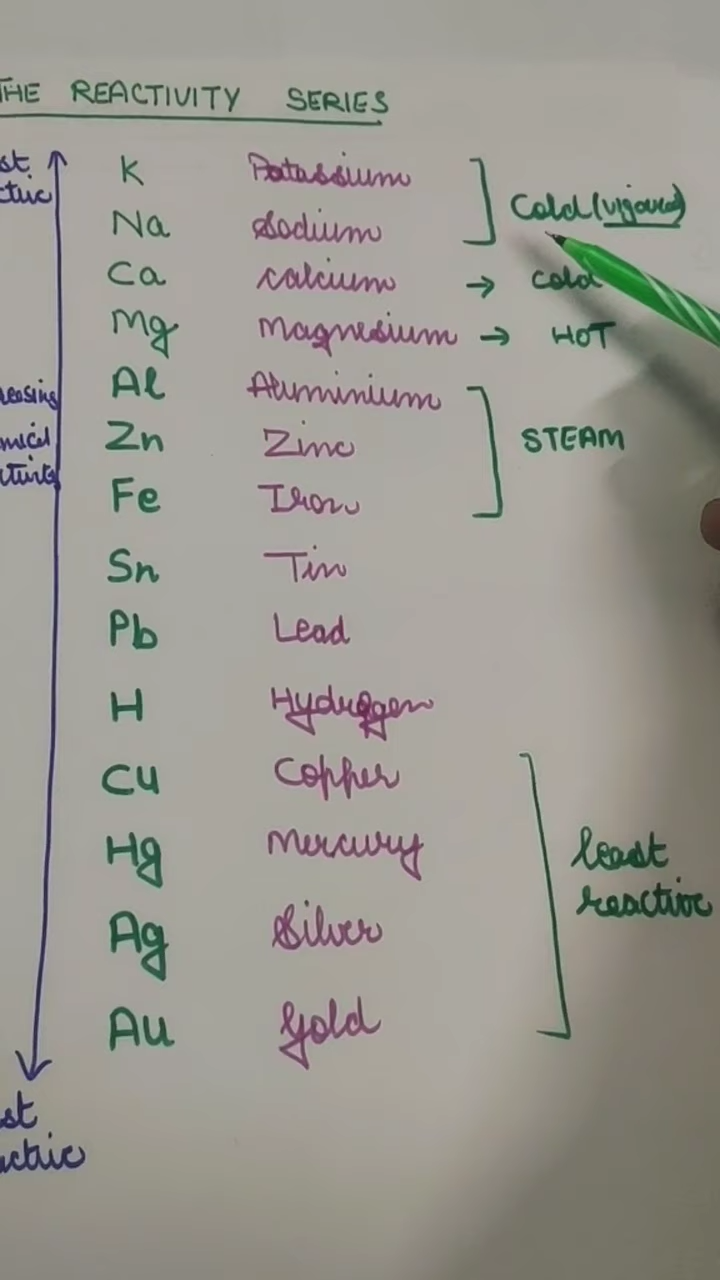 THE REACTIVITY SERIES
K Potassium
Na Sodium
Cold (vigorous)
Ca Calcium → cold
Mg Magnesium → HOT
Al Aluminium
Zn Zinc
STEAM
Fe Iron
Sn Tin
Pb Lead
H Hydrogen
Cu Copper
Hg Mercury
least
reactive
Ag Silver
Au Gold